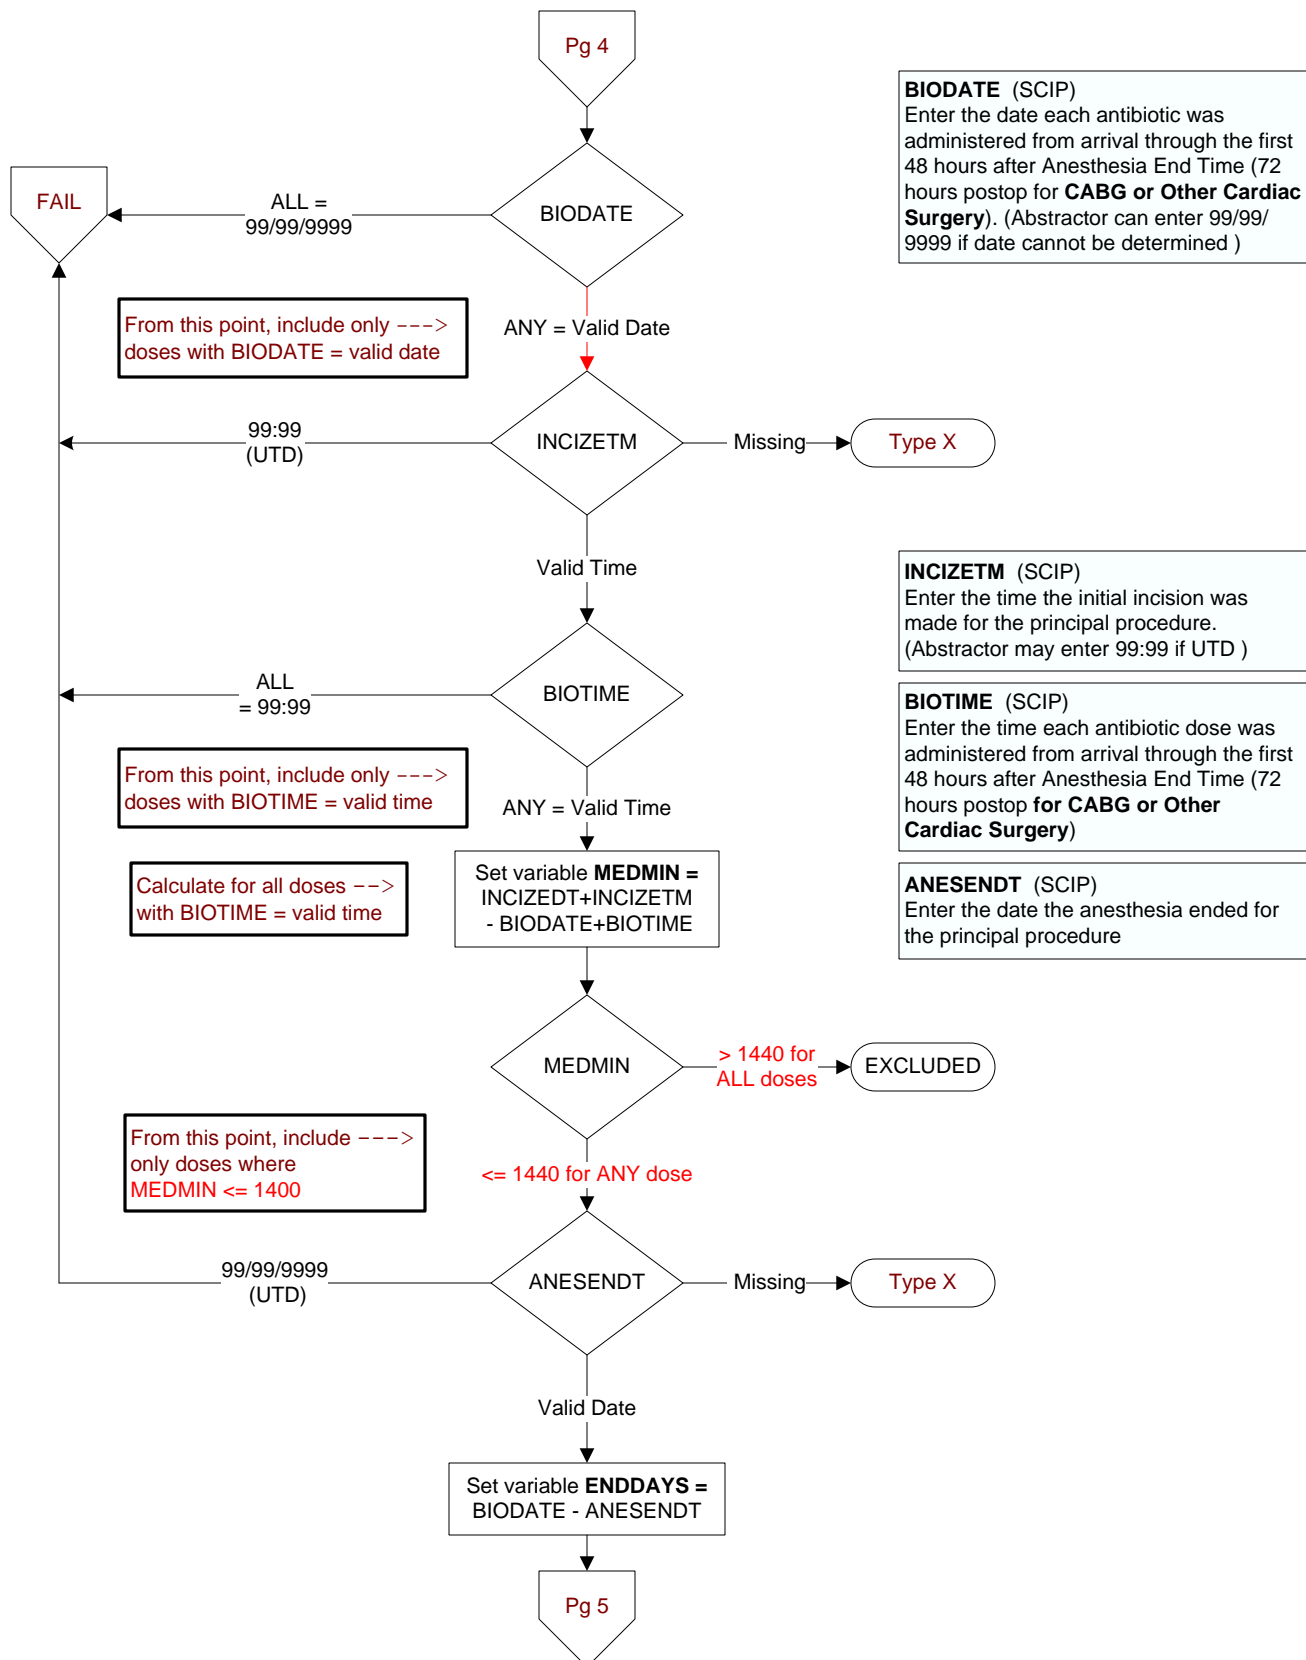 Pg 4
BIODATE (SCIP)
Enter the date each antibiotic was
administered from arrival through the first
48 hours after Anesthesia End Time (72
hours postop for CABG or Other Cardiac
Surgery). (Abstractor can enter 99/99/
9999 if date cannot be determined )
FAIL
ALL =
99/99/9999
BIODATE
From this point, include only --->
doses with BIODATE = valid date
ANY = Valid Date
99:99
(UTD)
INCIZETM
Missing
Type X
Valid Time
INCIZETM (SCIP)
Enter the time the initial incision was
made for the principal procedure.
(Abstractor may enter 99:99 if UTD )
ALL
= 99:99
BIOTIME
BIOTIME (SCIP)
Enter the time each antibiotic dose was
administered from arrival through the first
48 hours after Anesthesia End Time (72
hours postop for CABG or Other
Cardiac Surgery)
From this point, include only --->
doses with BIOTIME = valid time
ANY = Valid Time
Calculate for all doses -->
with BIOTIME = valid time
Set variable MEDMIN =
INCIZEDT+INCIZETM
- BIODATE+BIOTIME
ANESENDT (SCIP)
Enter the date the anesthesia ended for
the principal procedure
MEDMIN
> 1440 for
ALL doses
EXCLUDED
From this point, include --->
only doses where
MEDMIN <= 1400
<= 1440 for ANY dose
99/99/9999
(UTD)
ANESENDT
Missing
Type X
Valid Date
Set variable ENDDAYS =
BIODATE - ANESENDT
Pg 5